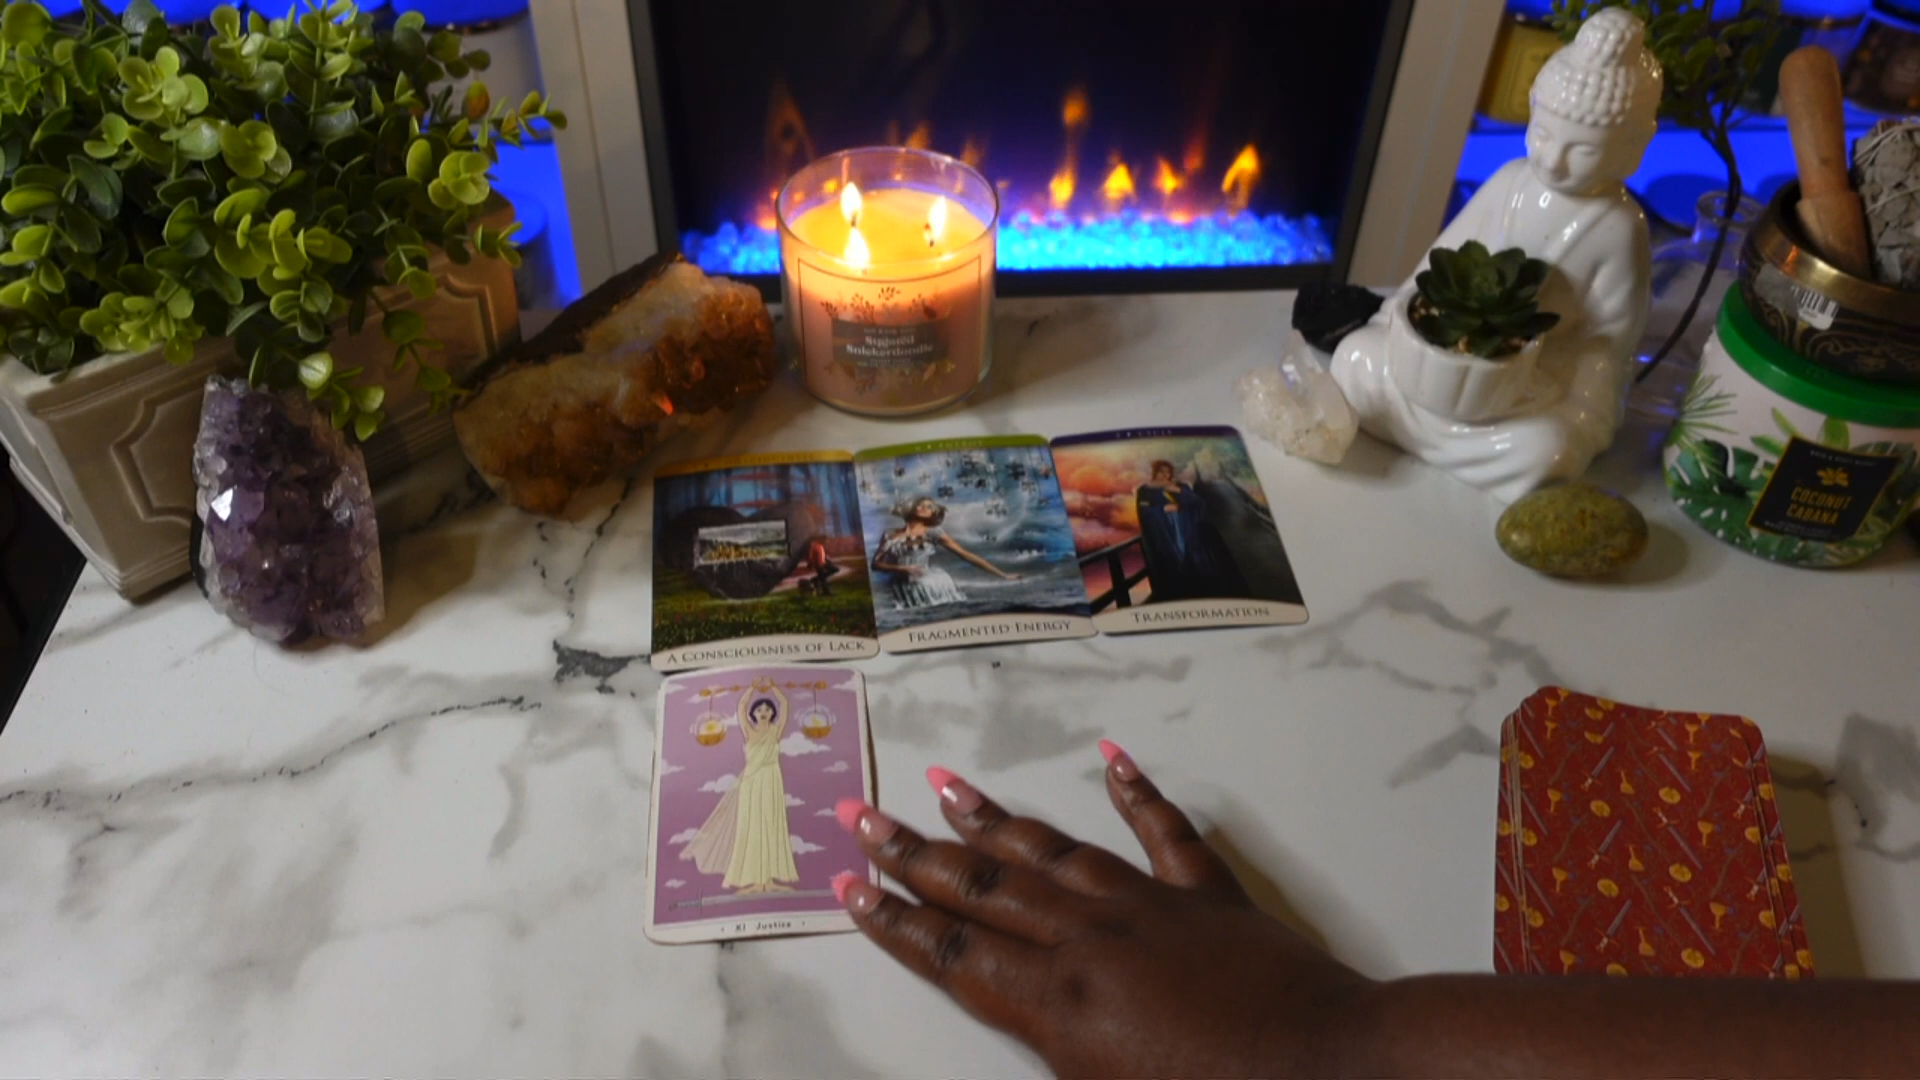 Sugared
Snickerdoodle
COCONUT
CABANA
A CONSCIOUSNESS OF LACK
FRAGMENTED ENERGY
TRANSFORMATION
XI Justice